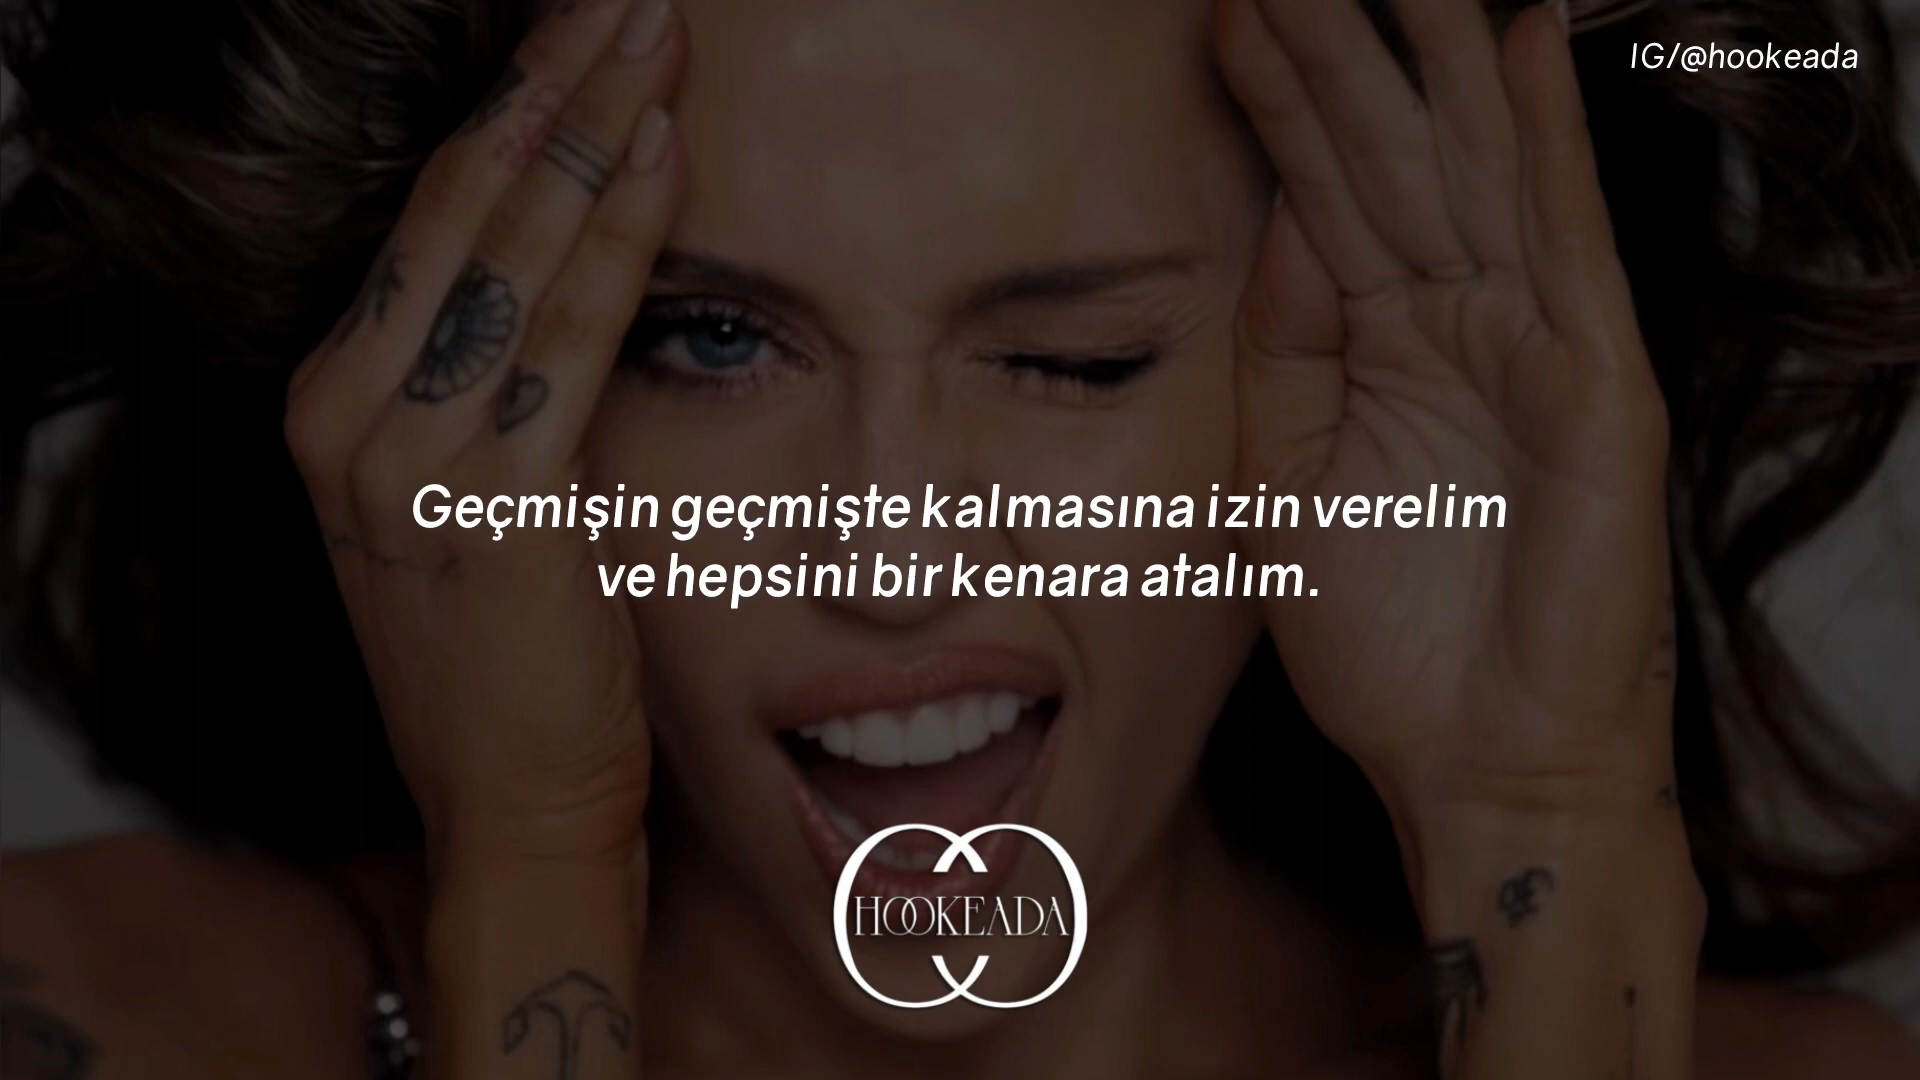 IG/@hookeada
Geçmişin geçmişte kalmasına izin verelim
ve hepsini bir kenara atalım.
HOOKEADA